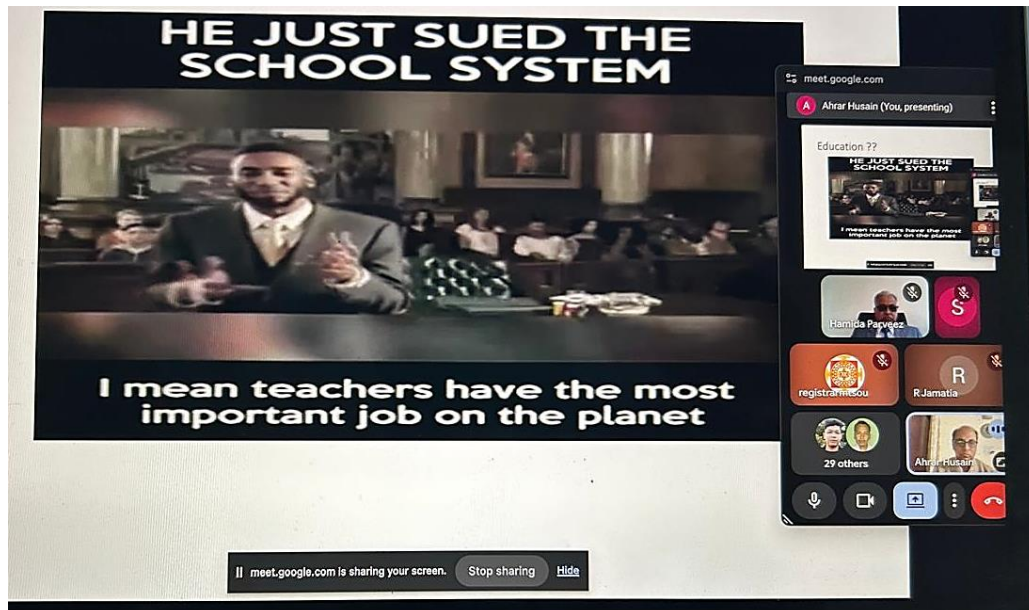 HE JUST SUED THE
SCHOOL SYSTEM
I mean teachers have the most
important job on the planet
meet.google.com is sharing your screen.
Stop sharing
Hide
meet.google.com
A
Ahrar Husain (You, presenting)
Education ??
HE JUST SUED THE
SCHOOL SYSTEM
I mean teachers have the most
important job on the planet
Hamida Parveez
S
R
R Jamatia
29 others
Ahrar Husain